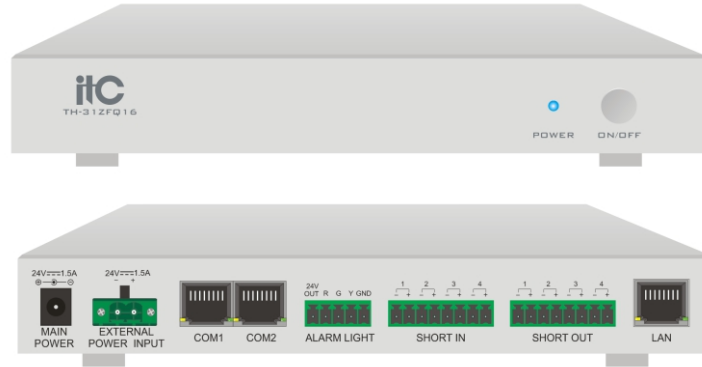 itc
TH-31ZFQ16
POWER ON/OFF
24V⎓1.5A 24V⎓1.5A
⊕ ⊖ − +
MAIN POWER
EXTERNAL POWER INPUT
COM1 COM2
24V OUT R G Y GND
ALARM LIGHT
1 2 3 4
− + − + − + − +
SHORT IN
1 2 3 4
− + − + − + − +
SHORT OUT
LAN